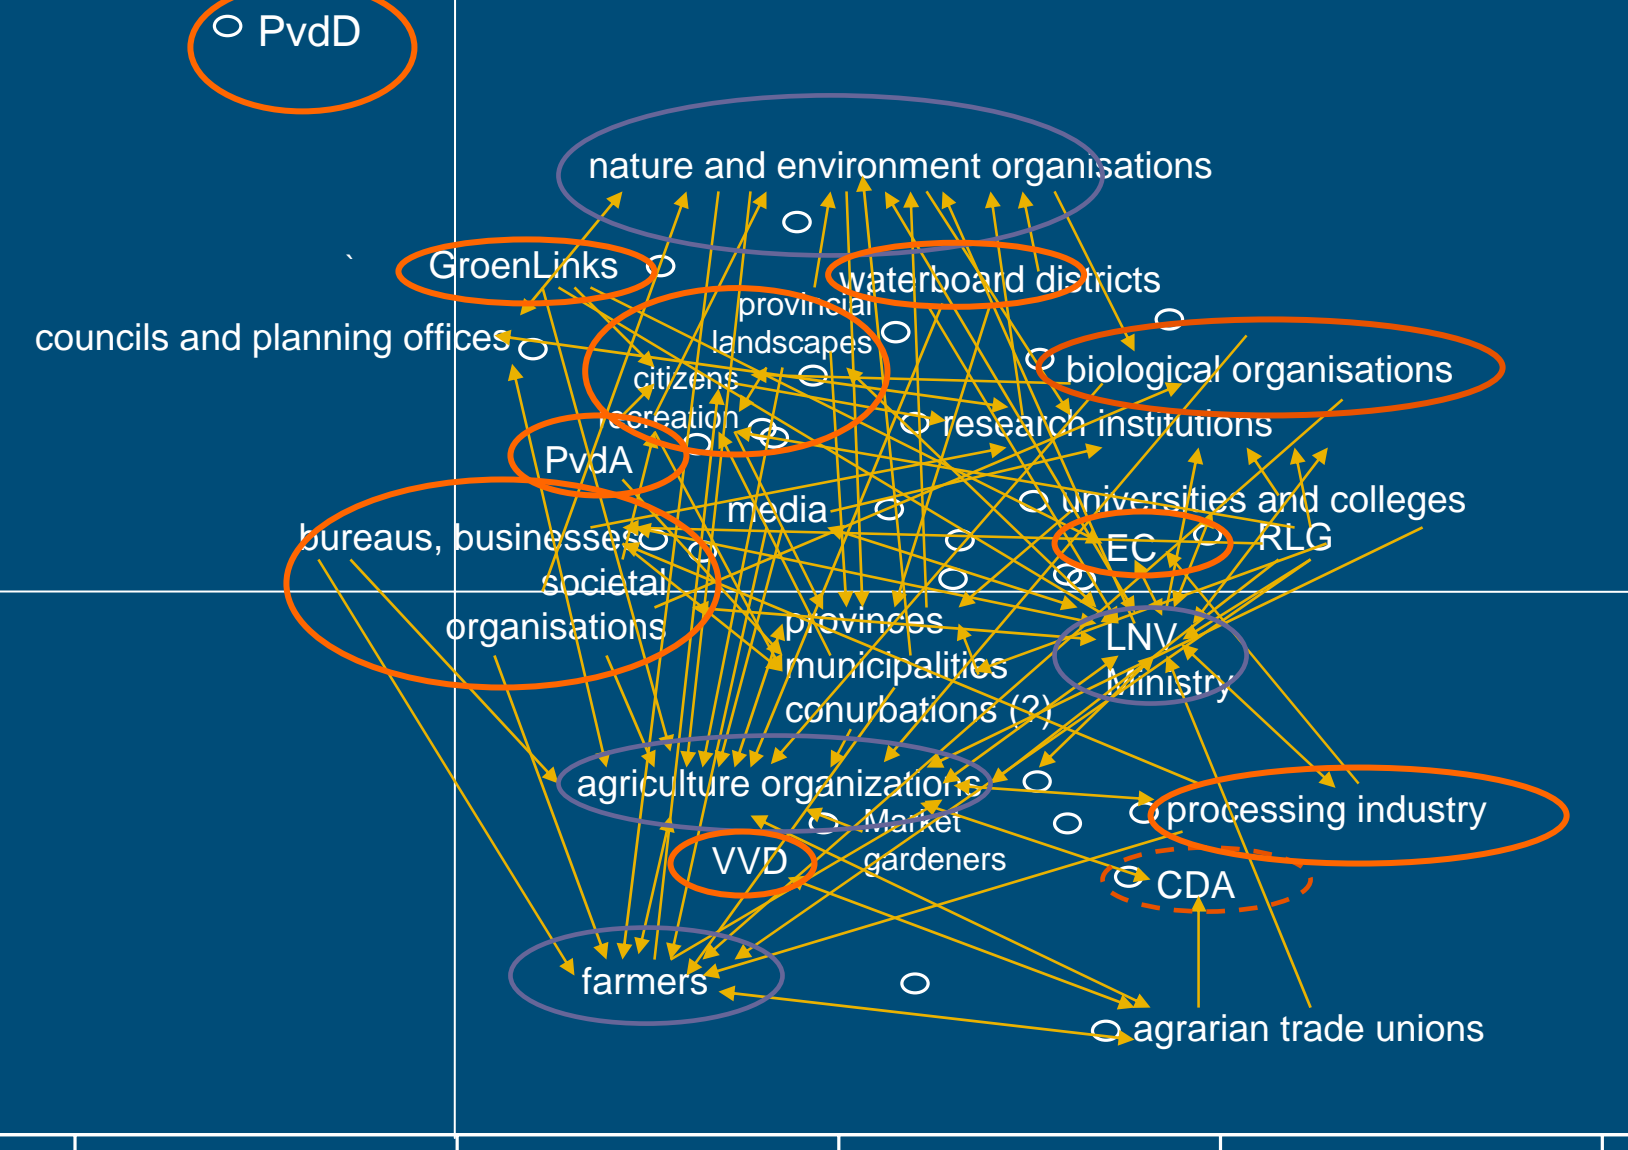 PvdD
nature and environment organisations
`
GroenLinks
waterboard districts
provincial
landscapes
councils and planning offices
citizens
biological organisations
recreation
research institutions
PvdA
media
universities and colleges
bureaus, businesses
EC
RLG
societal
organisations
provinces
LNV
municipalities
Ministry
conurbations (?)
agriculture organizations
processing industry
Market
gardeners
VVD
CDA
farmers
agrarian trade unions